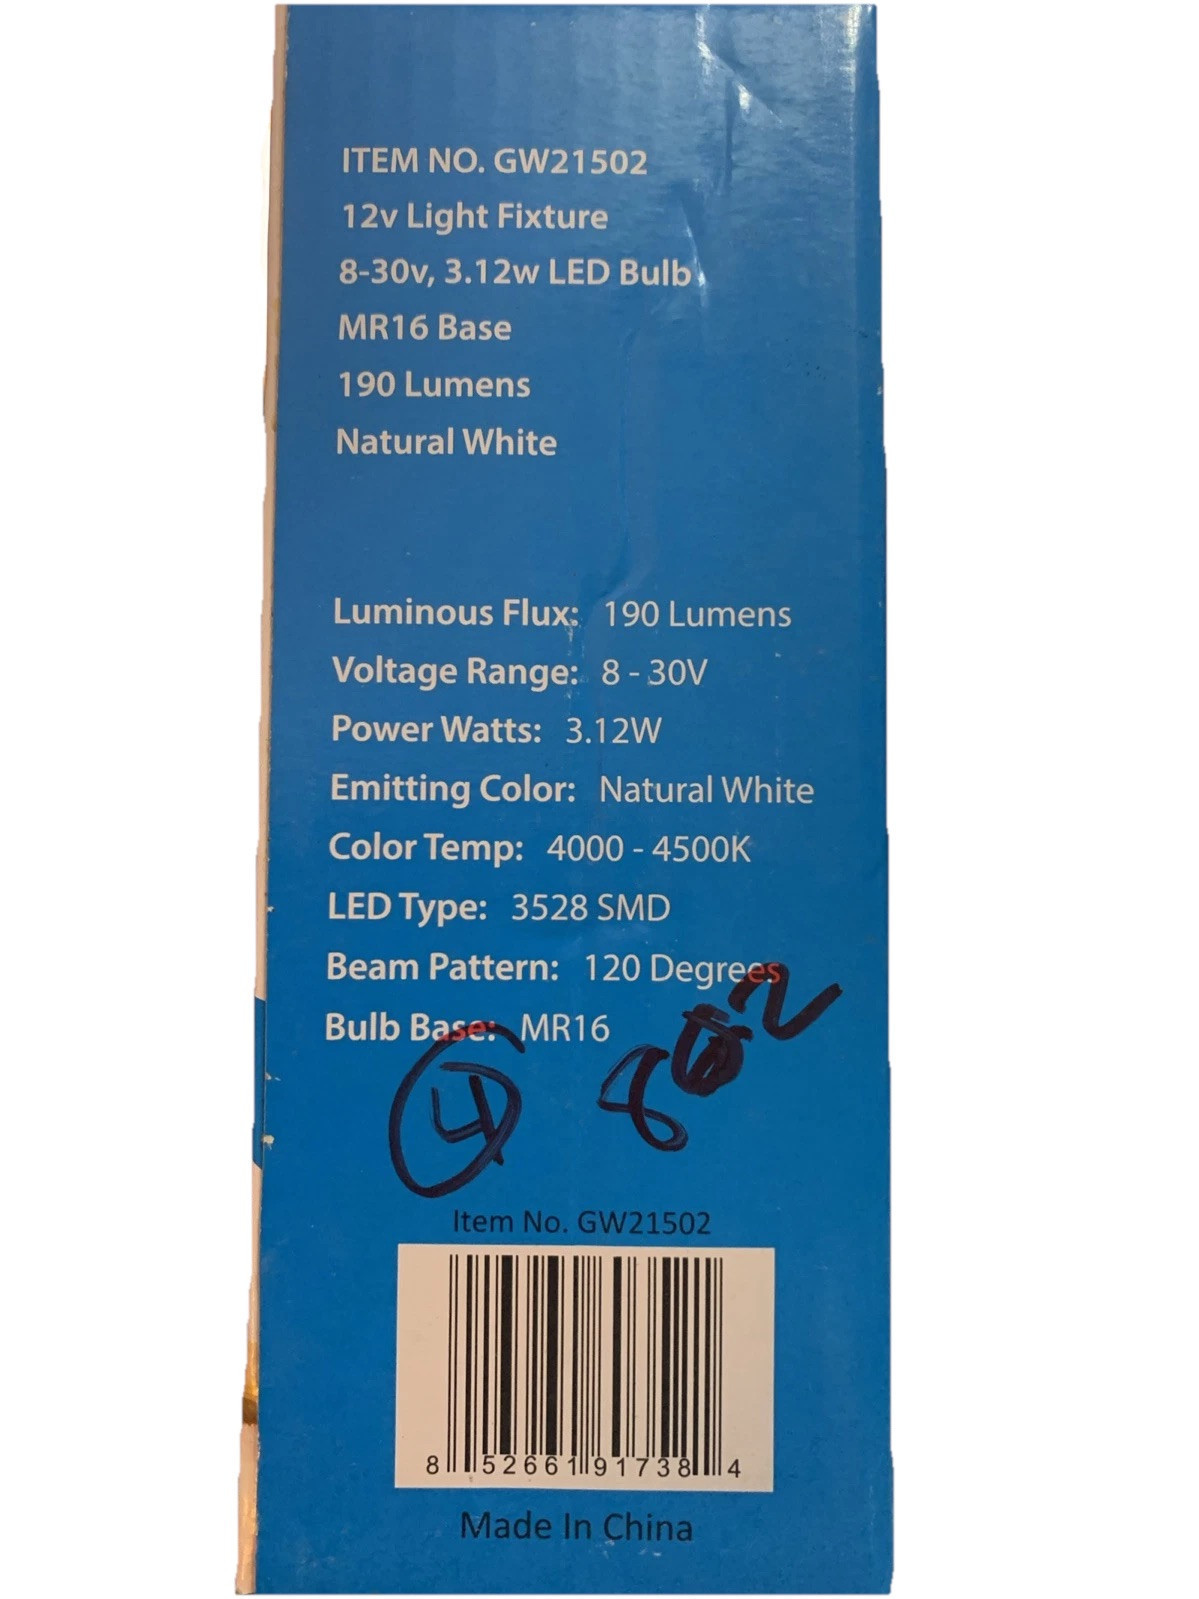 ITEM NO. GW21502
12v Light Fixture
8-30v, 3.12w LED Bulb
MR16 Base
190 Lumens
Natural White
Luminous Flux: 190 Lumens
Voltage Range: 8 - 30V
Power Watts: 3.12W
Emitting Color: Natural White
Color Temp: 4000 - 4500K
LED Type: 3528 SMD
Beam Pattern: 120 Degrees
Bulb Base: MR16
4
Item No. GW21502
8 52661 91738 4
Made In China